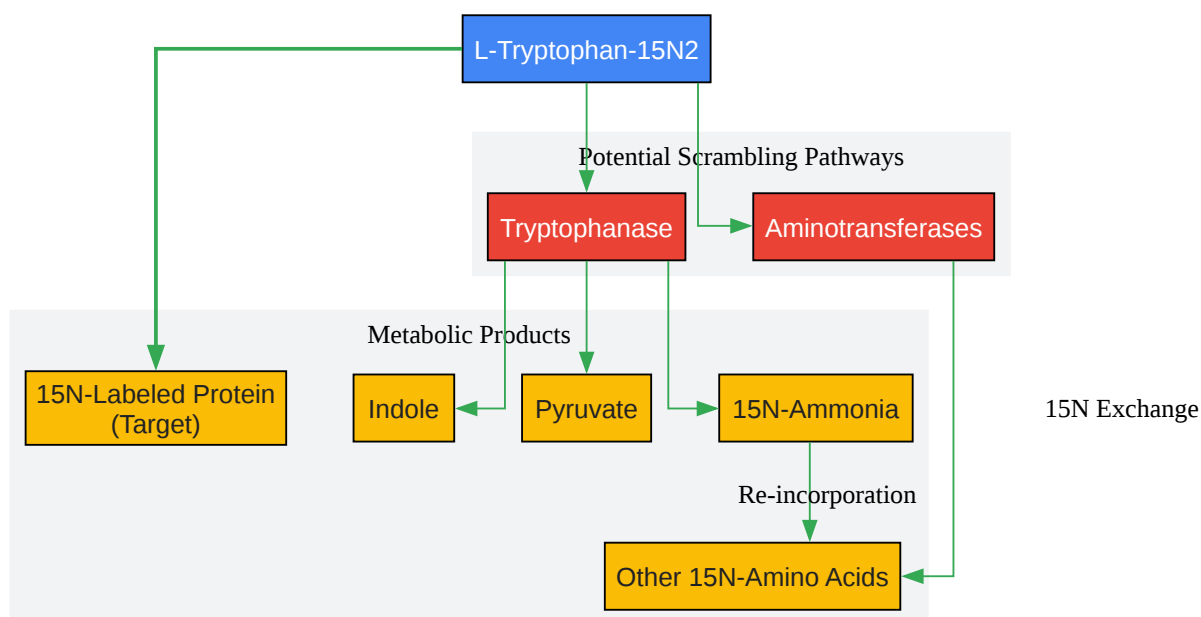 L-Tryptophan-15N2
Potential Scrambling Pathways
Tryptophanase
Aminotransferases
Metabolic Products
15N-Labeled Protein
(Target)
Indole
Pyruvate
15N-Ammonia
15N Exchange
Re-incorporation
Other 15N-Amino Acids